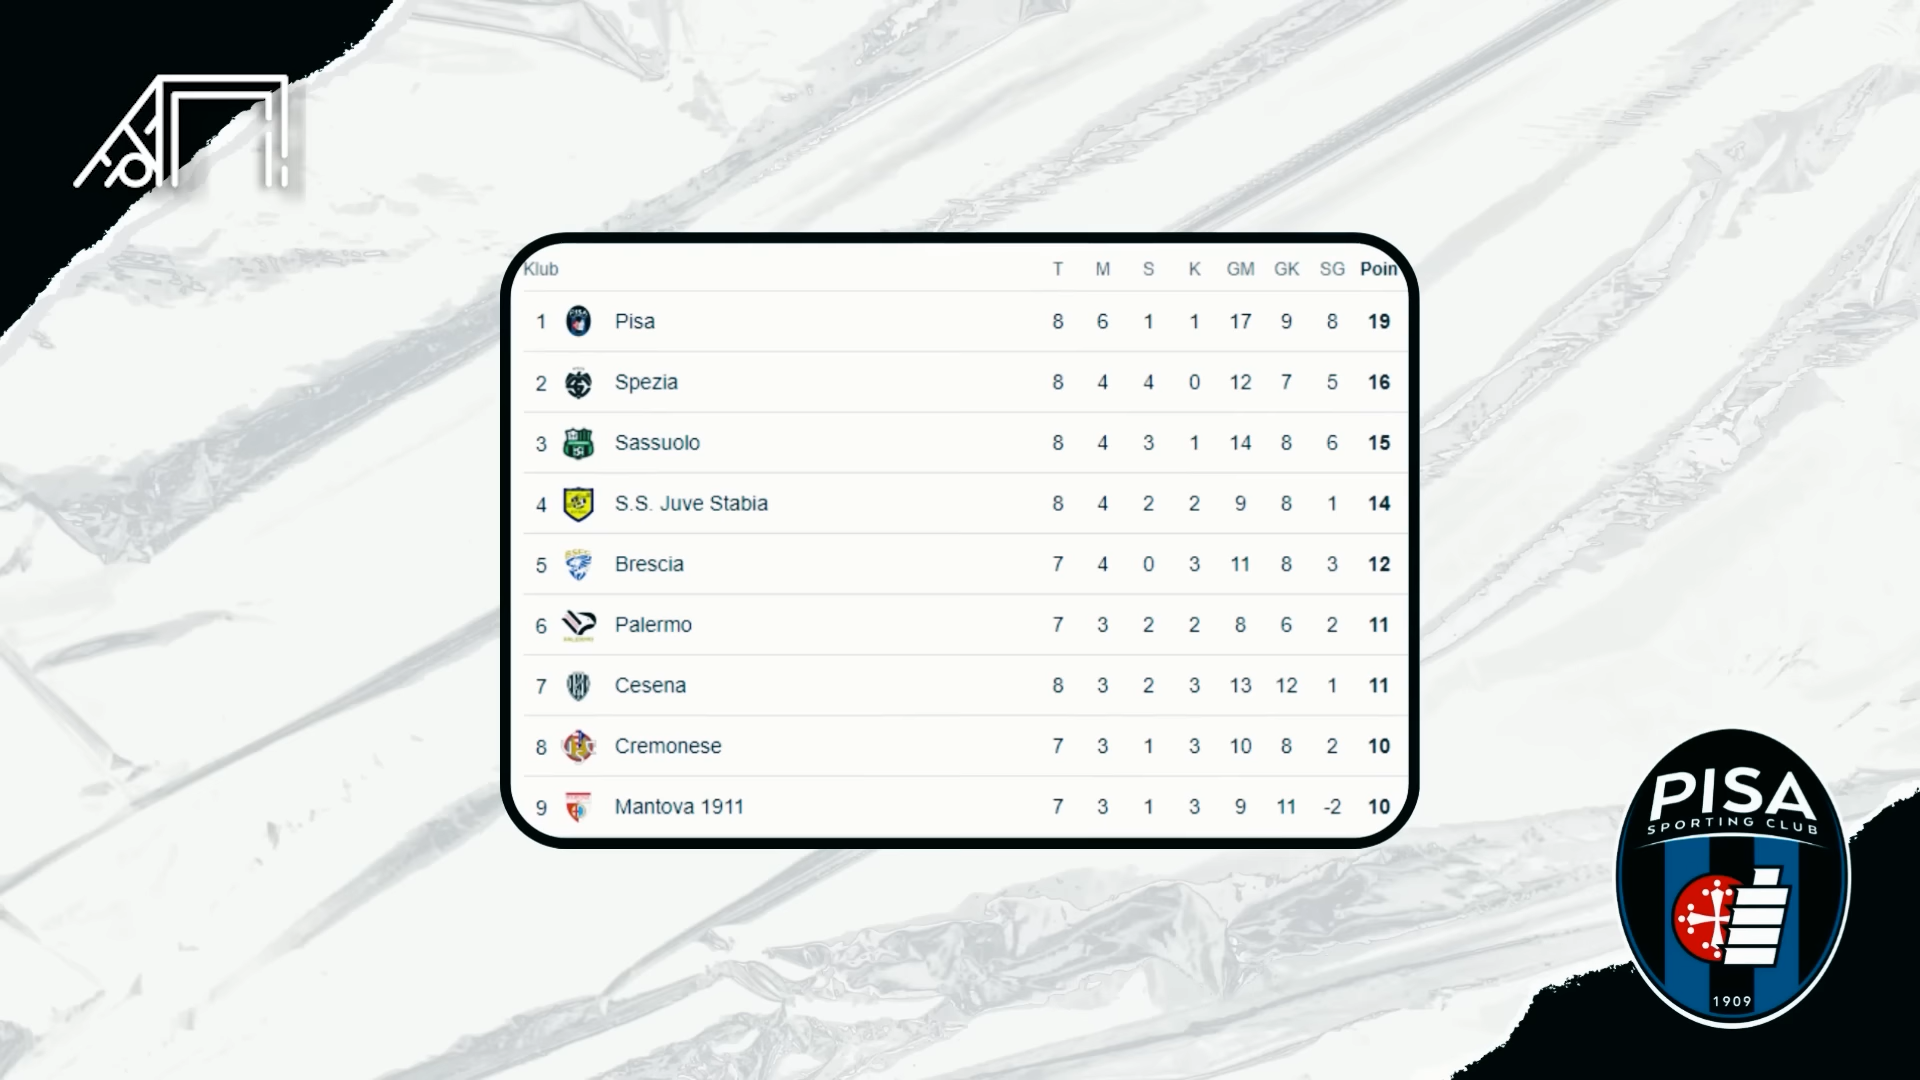 Klub T M S K GM GK SG Poin
1 Pisa 8 6 1 1 17 9 8 19
2 Spezia 8 4 4 0 12 7 5 16
3 Sassuolo 8 4 3 1 14 8 6 15
4 S.S. Juve Stabia 8 4 2 2 9 8 1 14
5 Brescia 7 4 0 3 11 8 3 12
6 Palermo 7 3 2 2 8 6 2 11
7 Cesena 8 3 2 3 13 12 1 11
8 Cremonese 7 3 1 3 10 8 2 10
9 Mantova 1911 7 3 1 3 9 11 -2 10
PISA
SPORTING CLUB
1909